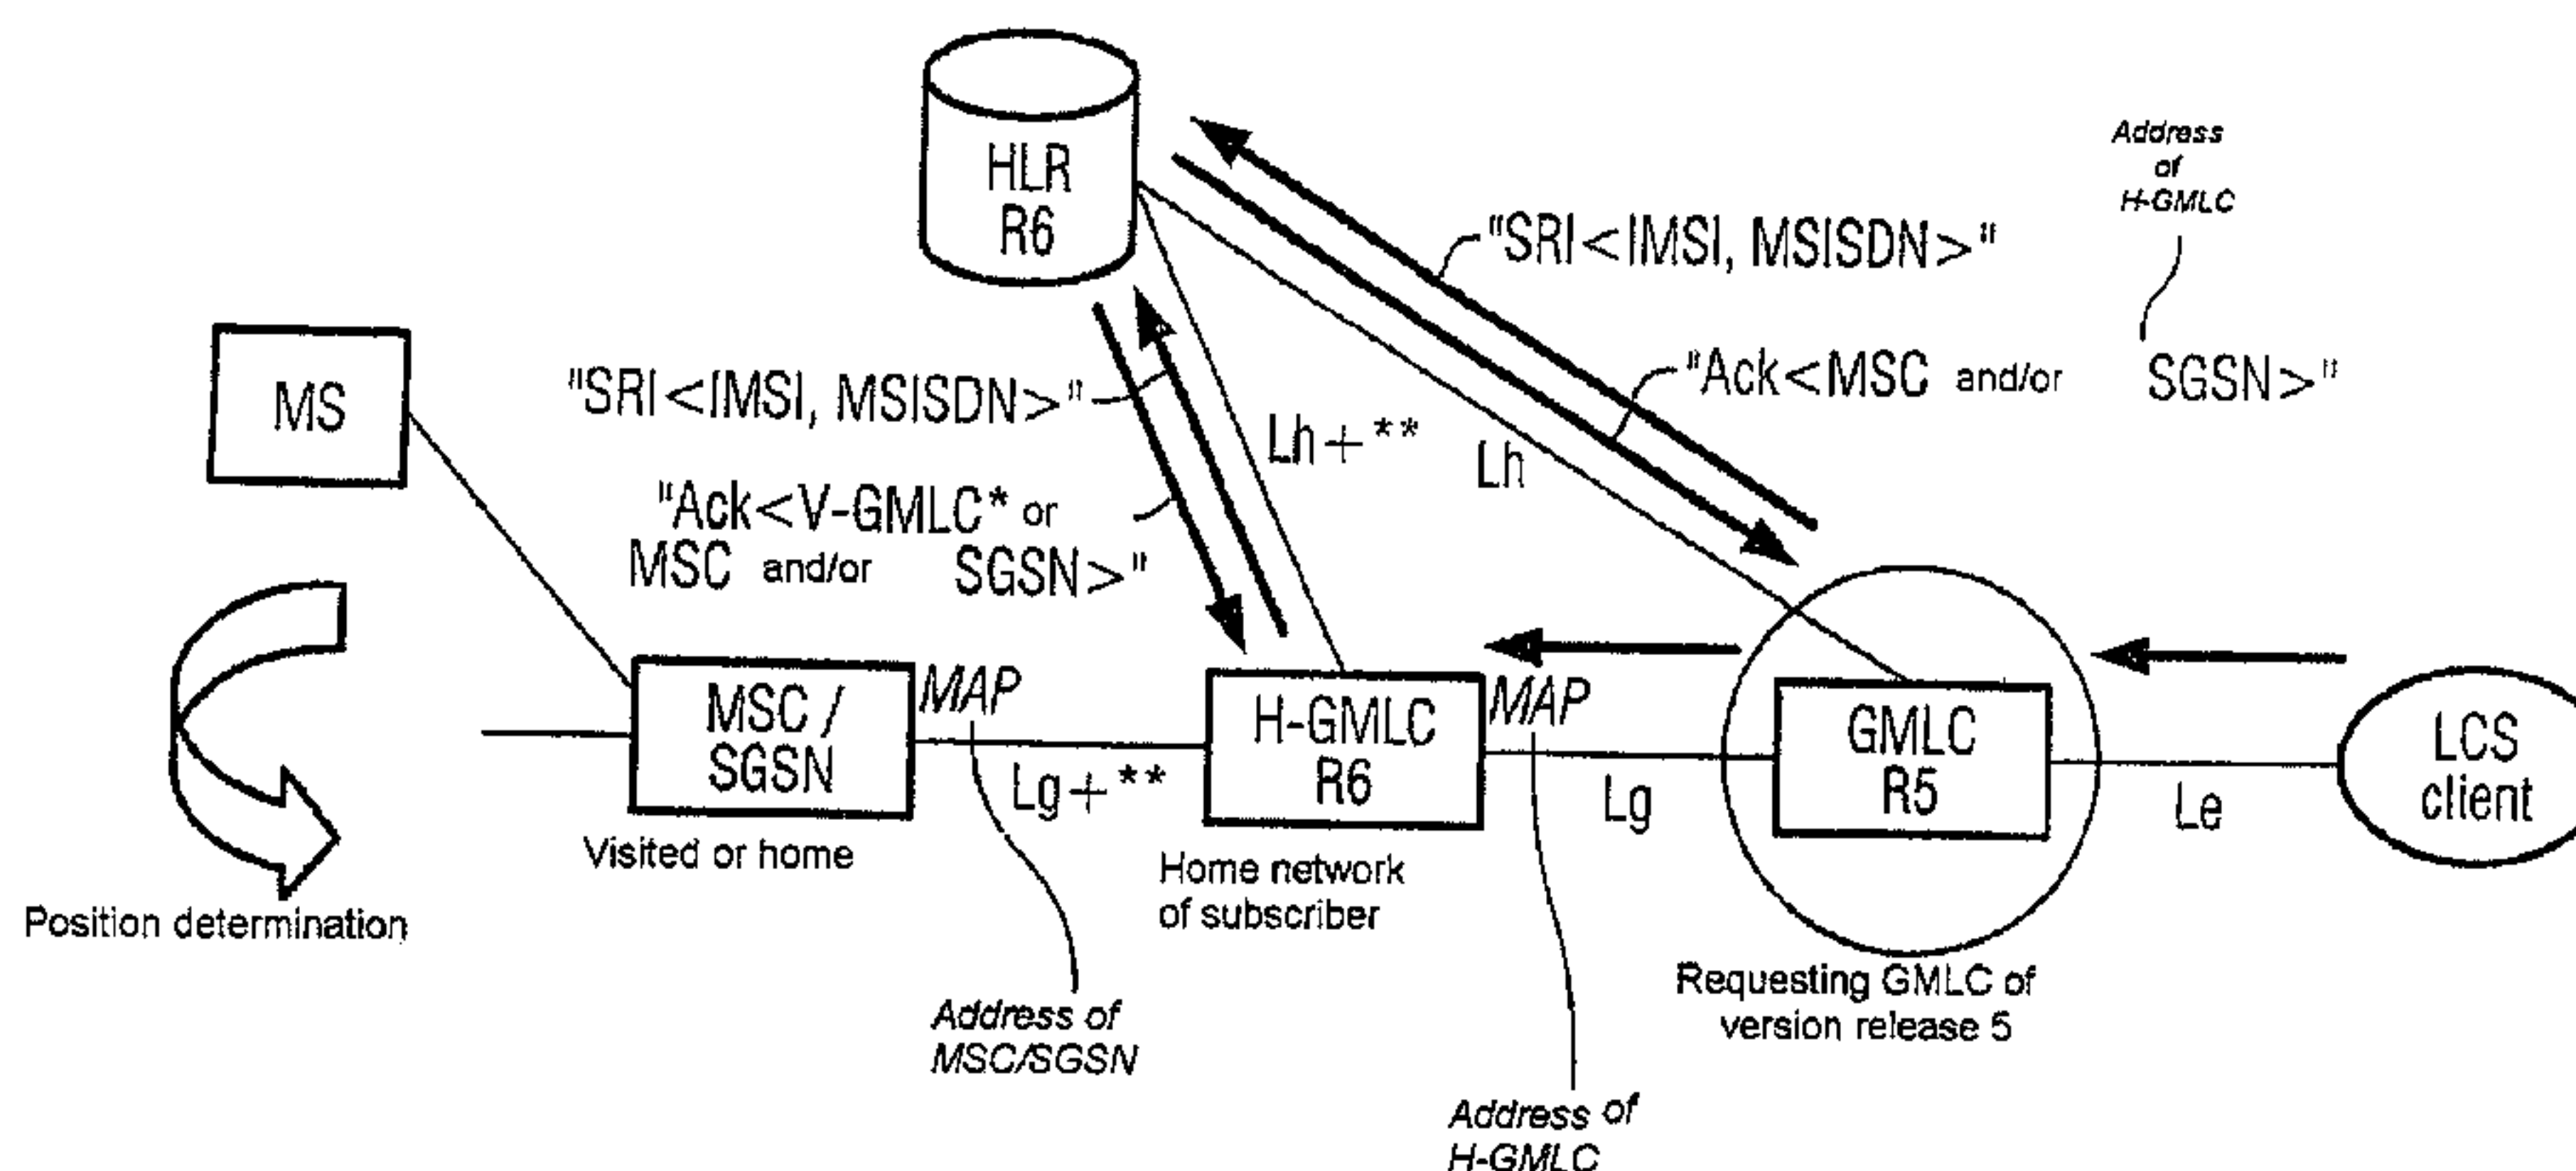 HLR
R6
Address
of
H-GMLC
"SRI<IMSI, MSISDN>"
"Ack<MSC and/or SGSN>"
MS
"SRI<IMSI, MSISDN>"
Lh+**
Lh
"Ack<V-GMLC* or
MSC and/or SGSN>"
MSC /
SGSN
MAP
Lg+**
H-GMLC
R6
MAP
Lg
GMLC
R5
Le
LCS
client
Visited or home
Home network
of subscriber
Position determination
Requesting GMLC of
version release 5
Address of
MSC/SGSN
Address of
H-GMLC